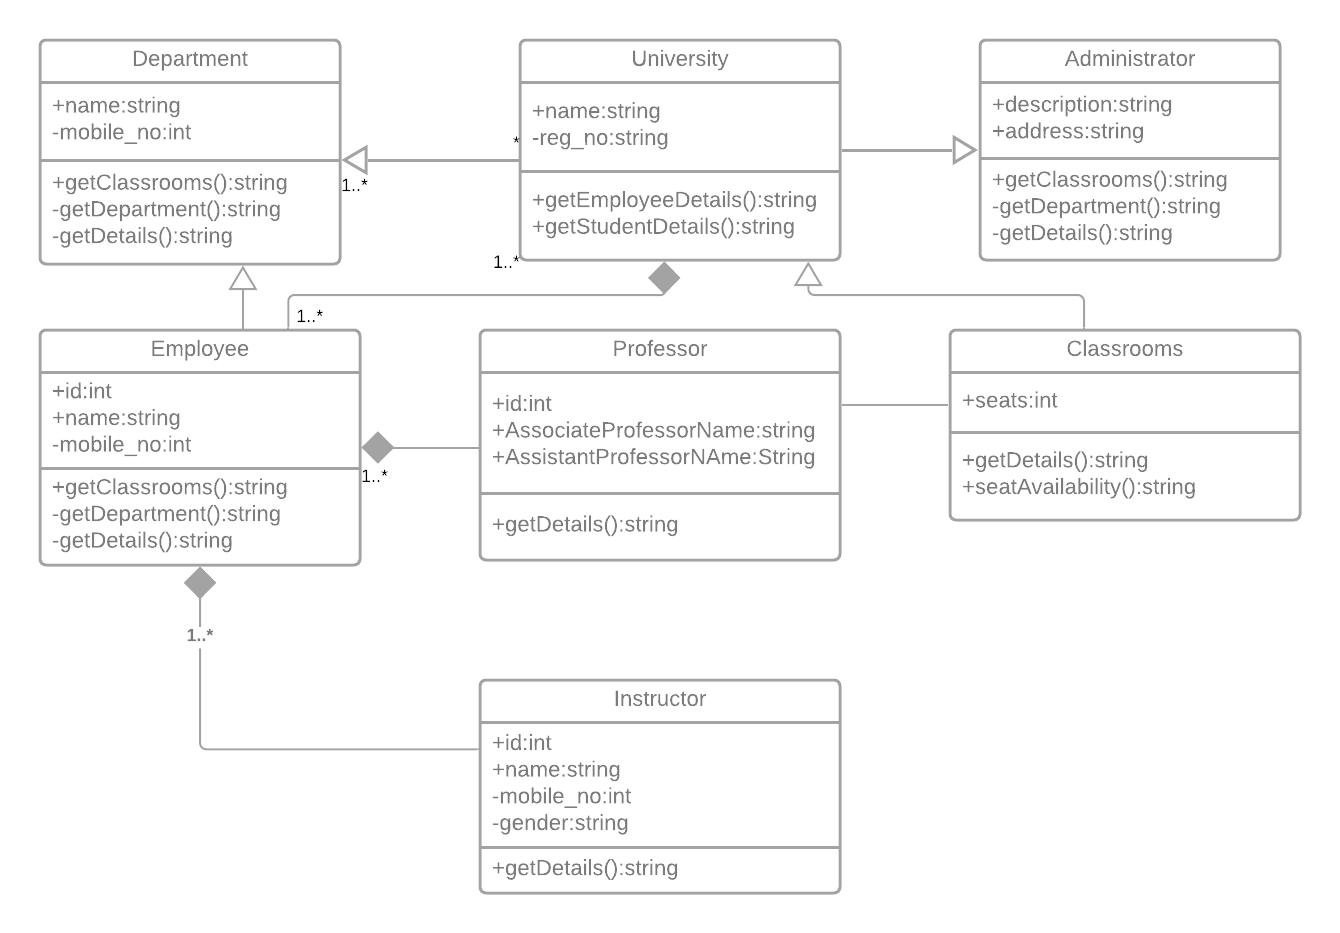 Department
+name:string
-mobile_no:int
+getClassrooms():string
-getDepartment():string
-getDetails():string
University
+name:string
-reg_no:string
+getEmployeeDetails():string
+getStudentDetails():string
Administrator
+description:string
+address:string
+getClassrooms():string
-getDepartment():string
-getDetails():string
*
1..*
1..*
1..*
Employee
+id:int
+name:string
-mobile_no:int
+getClassrooms():string
-getDepartment():string
-getDetails():string
1..*
Professor
+id:int
+AssociateProfessorName:string
+AssistantProfessorNAme:String
+getDetails():string
Classrooms
+seats:int
+getDetails():string
+seatAvailability():string
1..*
Instructor
+id:int
+name:string
-mobile_no:int
-gender:string
+getDetails():string